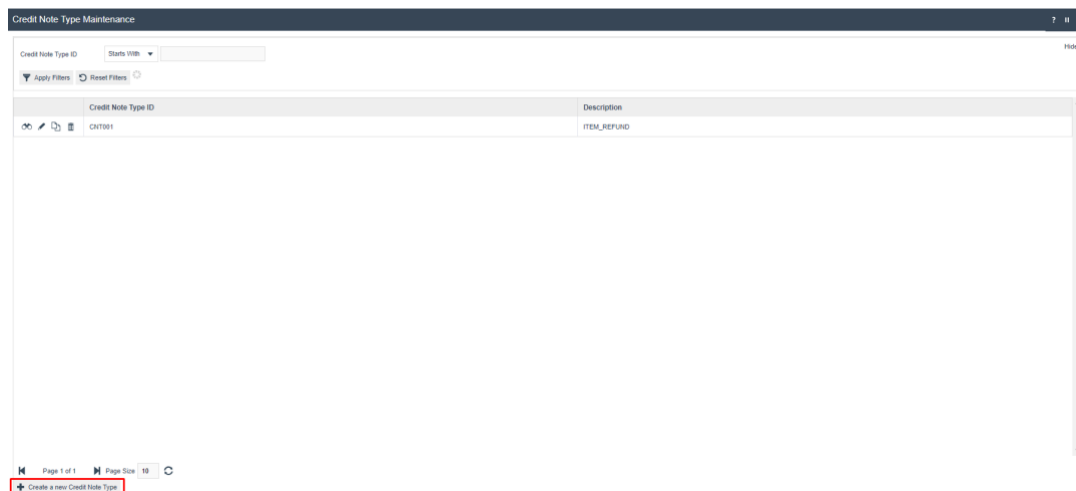 Credit Note Type Maintenance ?
Hide
Credit Note Type ID Starts With
Apply Filters Reset Filters
Credit Note Type ID Description
CNT001 ITEM_REFUND
Page 1 of 1 Page Size 10
Create a new Credit Note Type